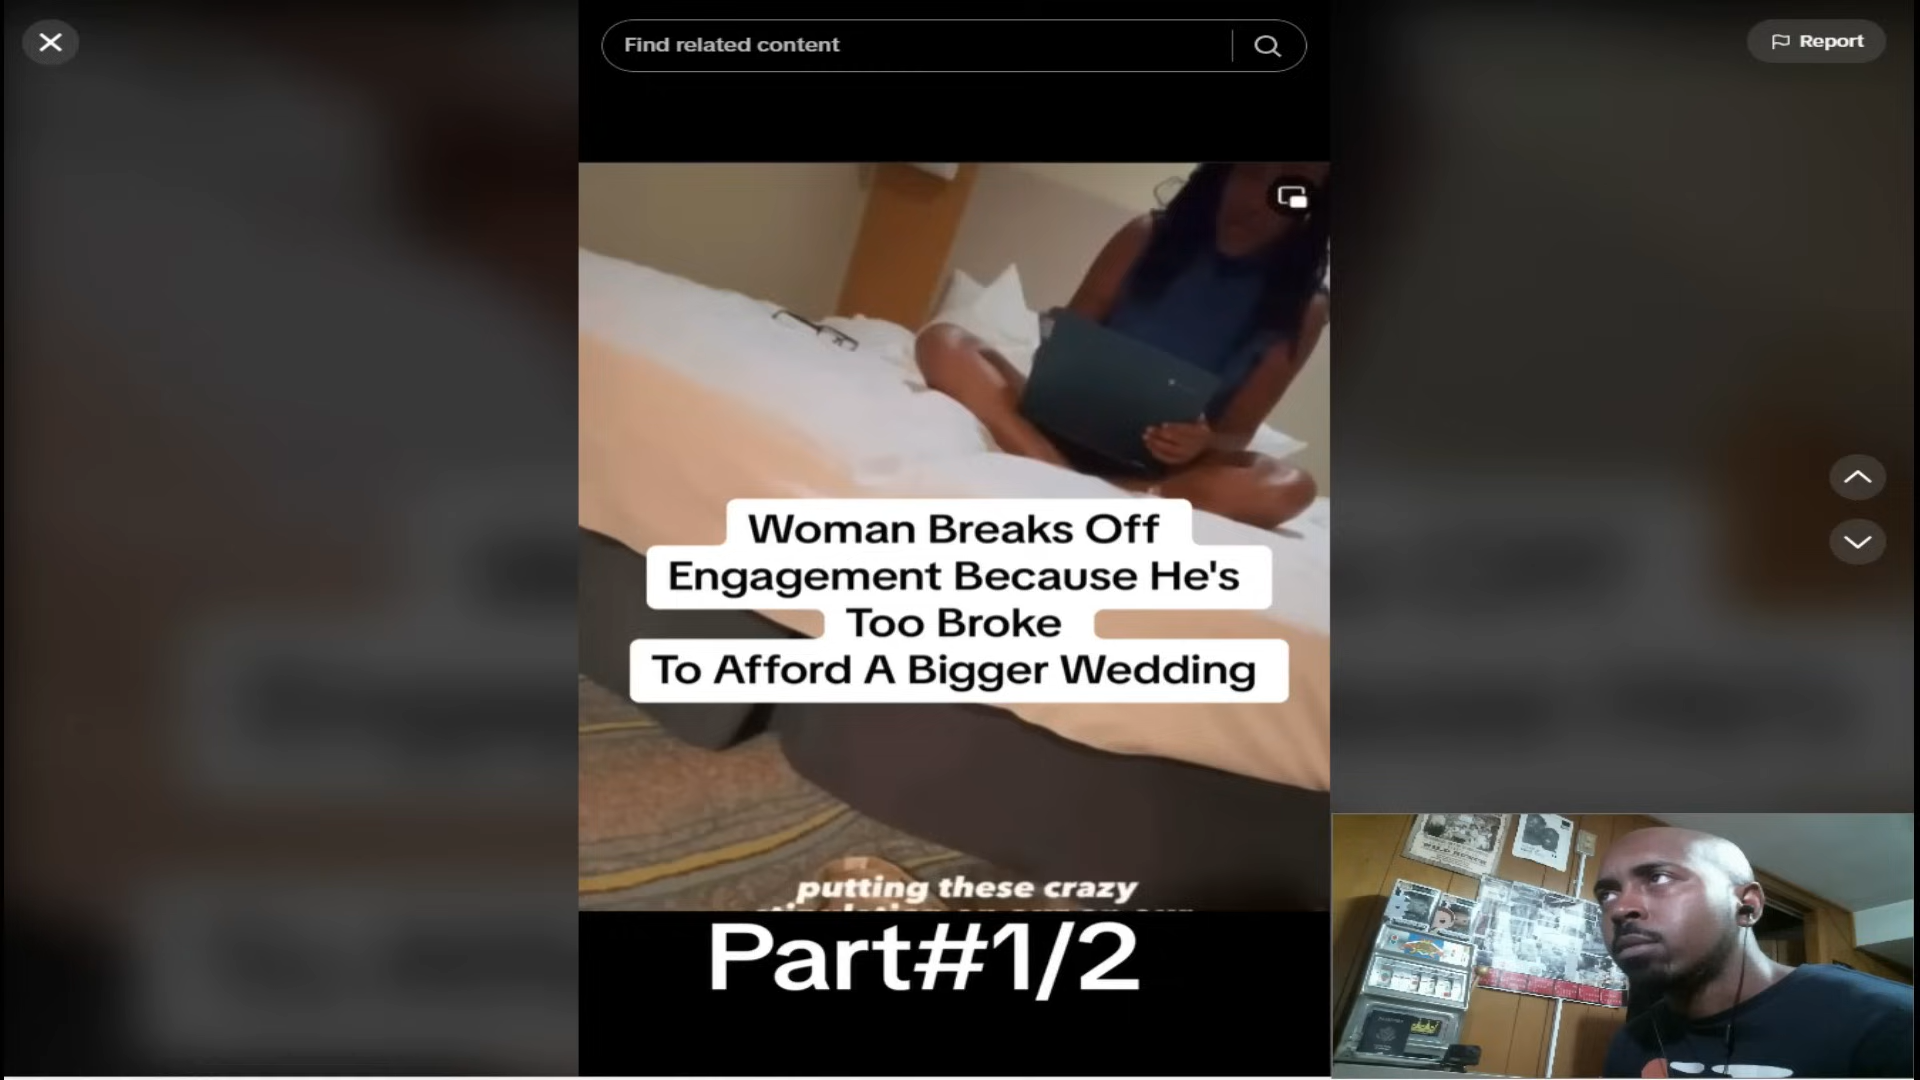 Find related content
Report
Woman Breaks Off
Engagement Because He's
Too Broke
To Afford A Bigger Wedding
putting these crazy
Part#1/2